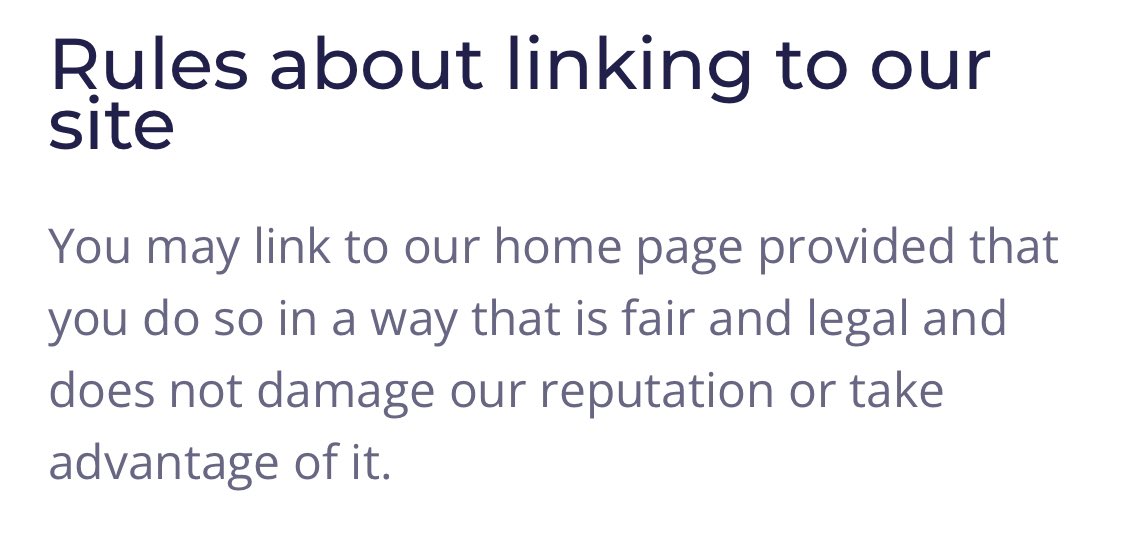 Rules about linking to our
site
You may link to our home page provided that
you do so in a way that is fair and legal and
does not damage our reputation or take
advantage of it.